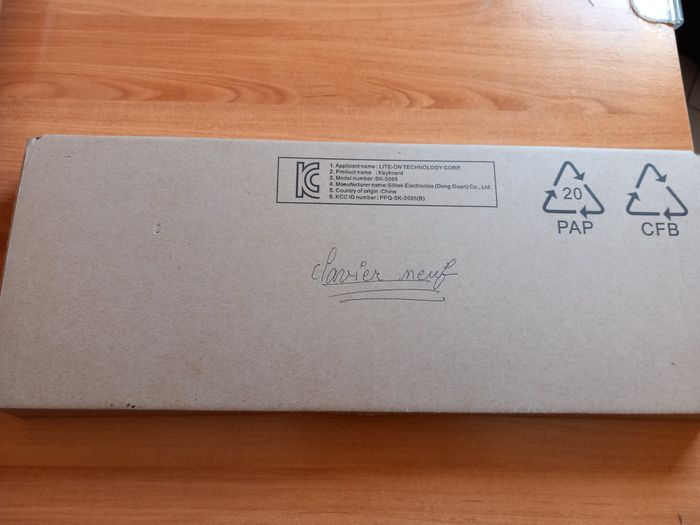 KC
1. Applicant name : LITE-ON TECHNOLOGY CORP.
2. Product name : Keyboard
3. Model number : SK-2085
4. Manufacturer name:Silitek Electronics (Dong Guan) Co., Ltd.
5. Country of origin : China
6. KCC ID number : PPQ-SK-2085(B)
20
PAP
CFB
clavier neuf